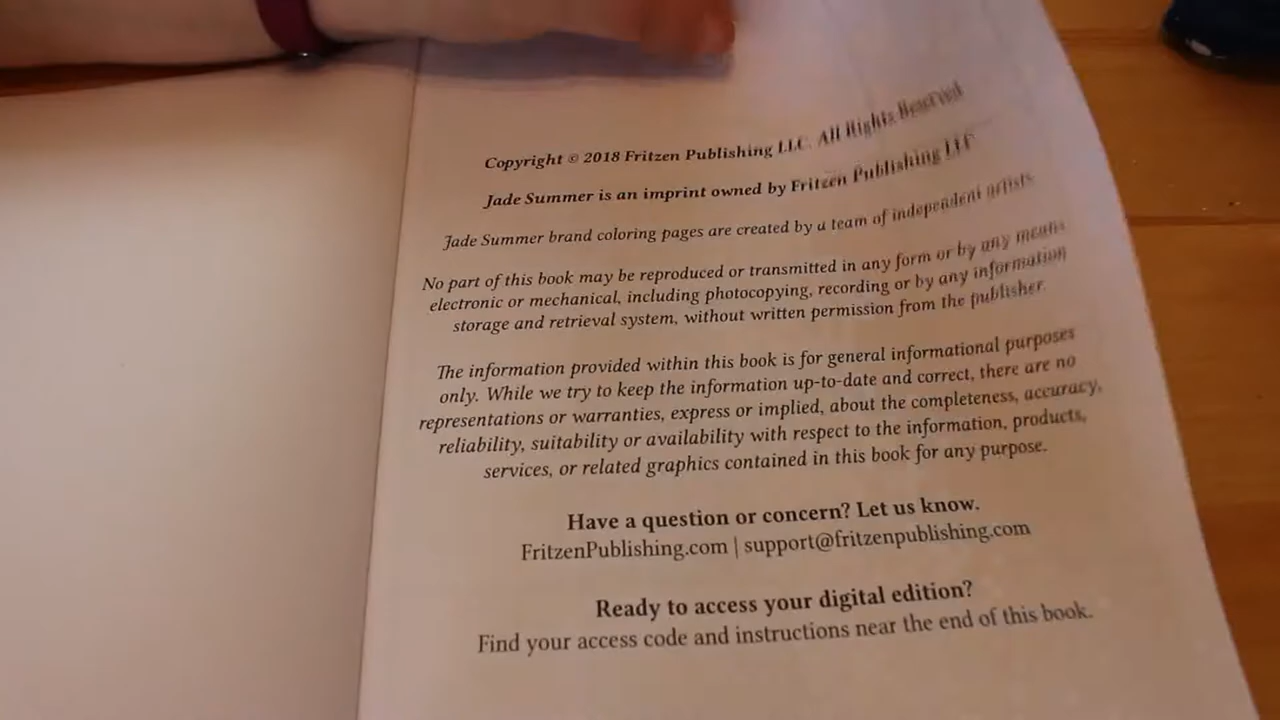 Copyright © 2018 Fritzen Publishing LLC. All Rights Reserved.
Jade Summer is an imprint owned by Fritzen Publishing LLC
Jade Summer brand coloring pages are created by a team of independent artists.
No part of this book may be reproduced or transmitted in any form or by any means
electronic or mechanical, including photocopying, recording or by any information
storage and retrieval system, without written permission from the publisher.
The information provided within this book is for general informational purposes
only. While we try to keep the information up-to-date and correct, there are no
representations or warranties, express or implied, about the completeness, accuracy,
reliability, suitability or availability with respect to the information, products,
services, or related graphics contained in this book for any purpose.
Have a question or concern? Let us know.
FritzenPublishing.com | support@fritzenpublishing.com
Ready to access your digital edition?
Find your access code and instructions near the end of this book.